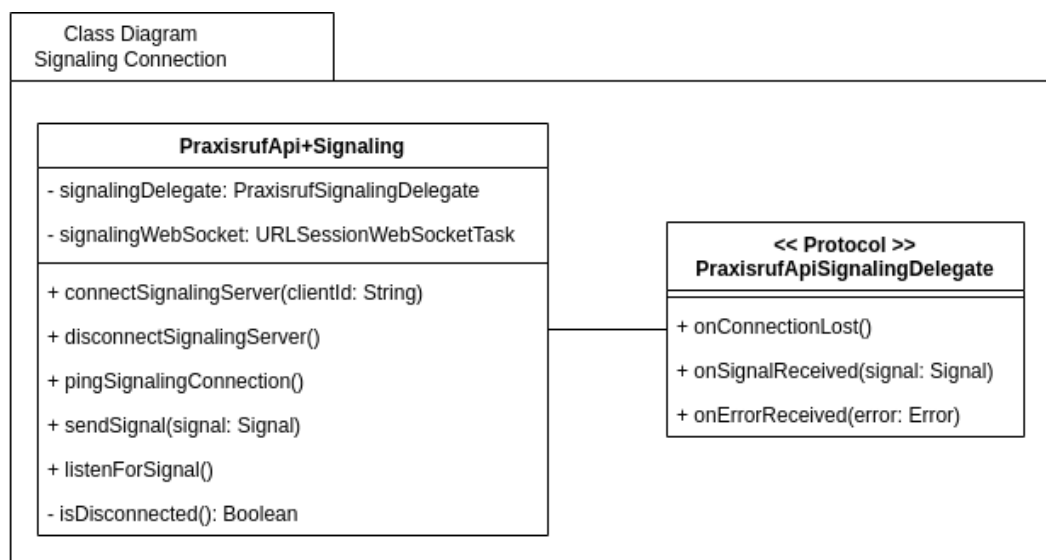 Class Diagram
Signaling Connection
PraxisrufApi+Signaling
- signalingDelegate: PraxisrufSignalingDelegate
- signalingWebSocket: URLSessionWebSocketTask
+ connectSignalingServer(clientId: String)
+ disconnectSignalingServer()
+ pingSignalingConnection()
+ sendSignal(signal: Signal)
+ listenForSignal()
- isDisconnected(): Boolean
<< Protocol >>
PraxisrufApiSignalingDelegate
+ onConnectionLost()
+ onSignalReceived(signal: Signal)
+ onErrorReceived(error: Error)